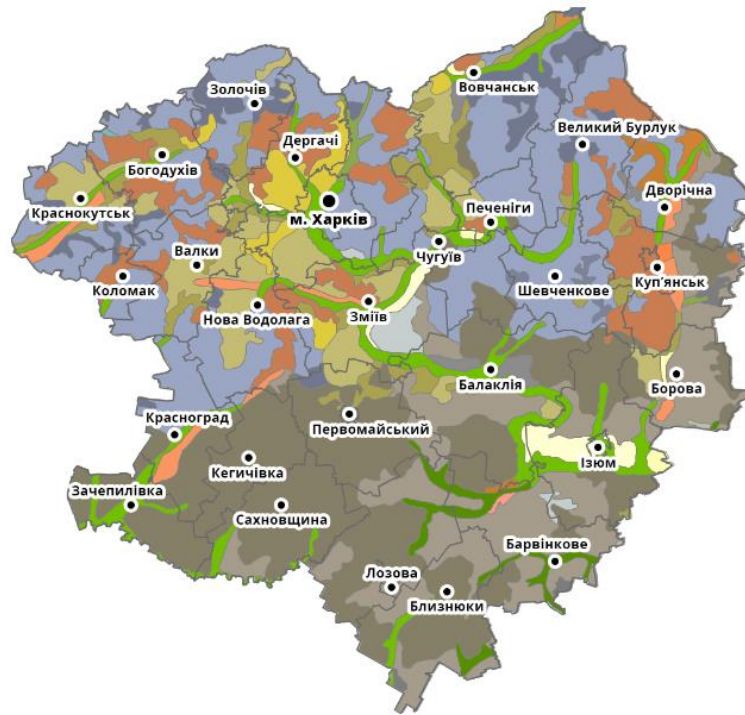 Вовчанськ
Золочів
Великий Бурлук
Дергачі
Богодухів
Дворічна
Краснокутськ
м. Харків
Печеніги
Валки
Чугуїв
Коломак
Шевченкове
Куп'янськ
Нова Водолага
Зміїв
Балаклія
Борова
Красноград
Первомайський
Кегичівка
Ізюм
Зачепилівка
Сахновщина
Барвінкове
Лозова
Близнюки